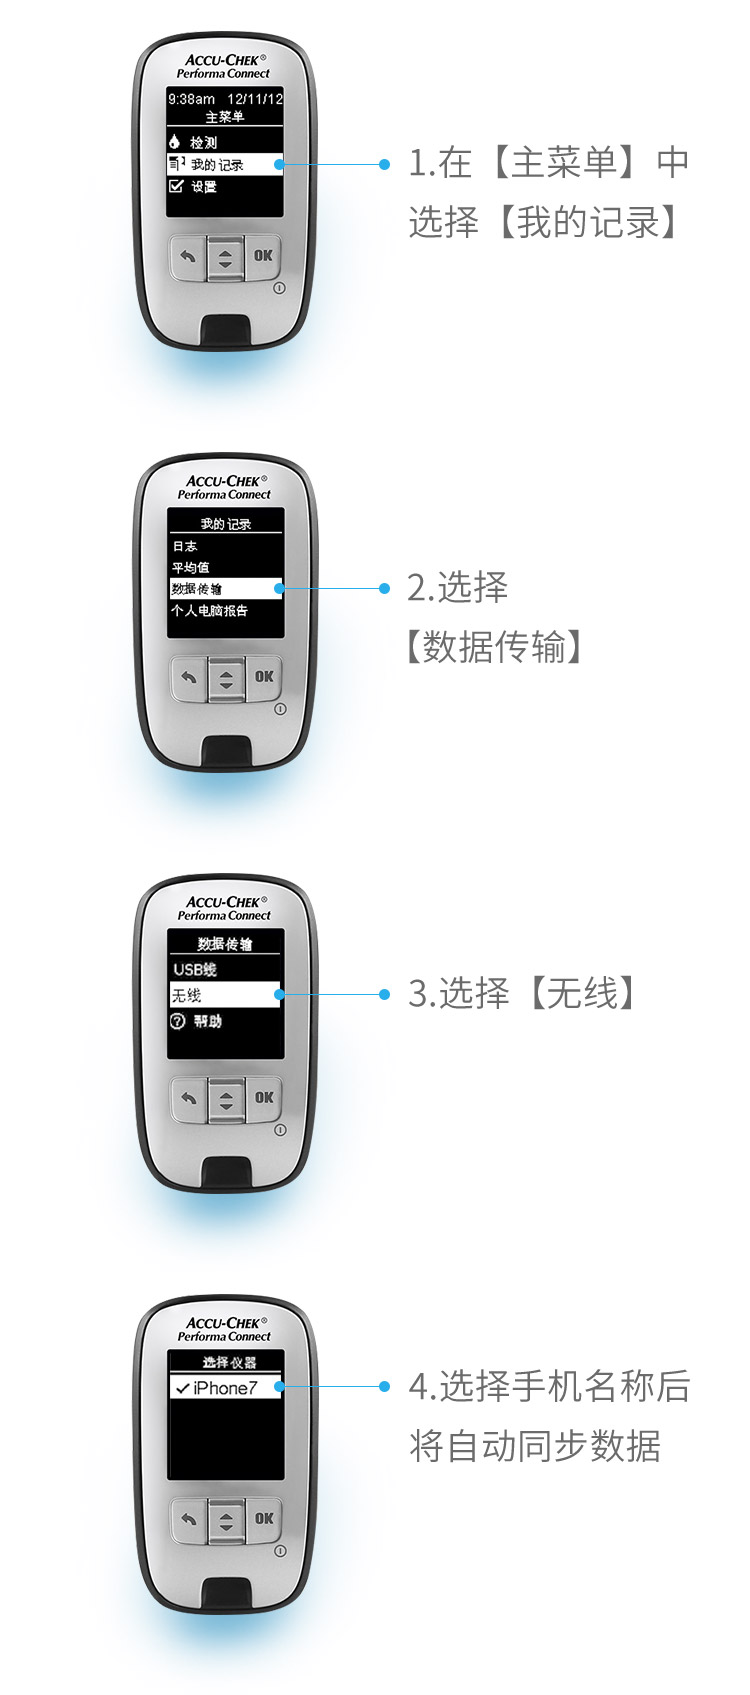 ACCU-CHEK®
Performa Connect
9:38am 12/11/12
主菜单
检测
我的记录
设置
OK
1.在【主菜单】中
选择【我的记录】
ACCU-CHEK®
Performa Connect
我的记录
日志
平均值
数据传输
个人电脑报告
OK
2.选择
【数据传输】
ACCU-CHEK®
Performa Connect
数据传输
USB线
无线
? 帮助
OK
3.选择【无线】
ACCU-CHEK®
Performa Connect
选择仪器
iPhone7
OK
4.选择手机名称后
将自动同步数据